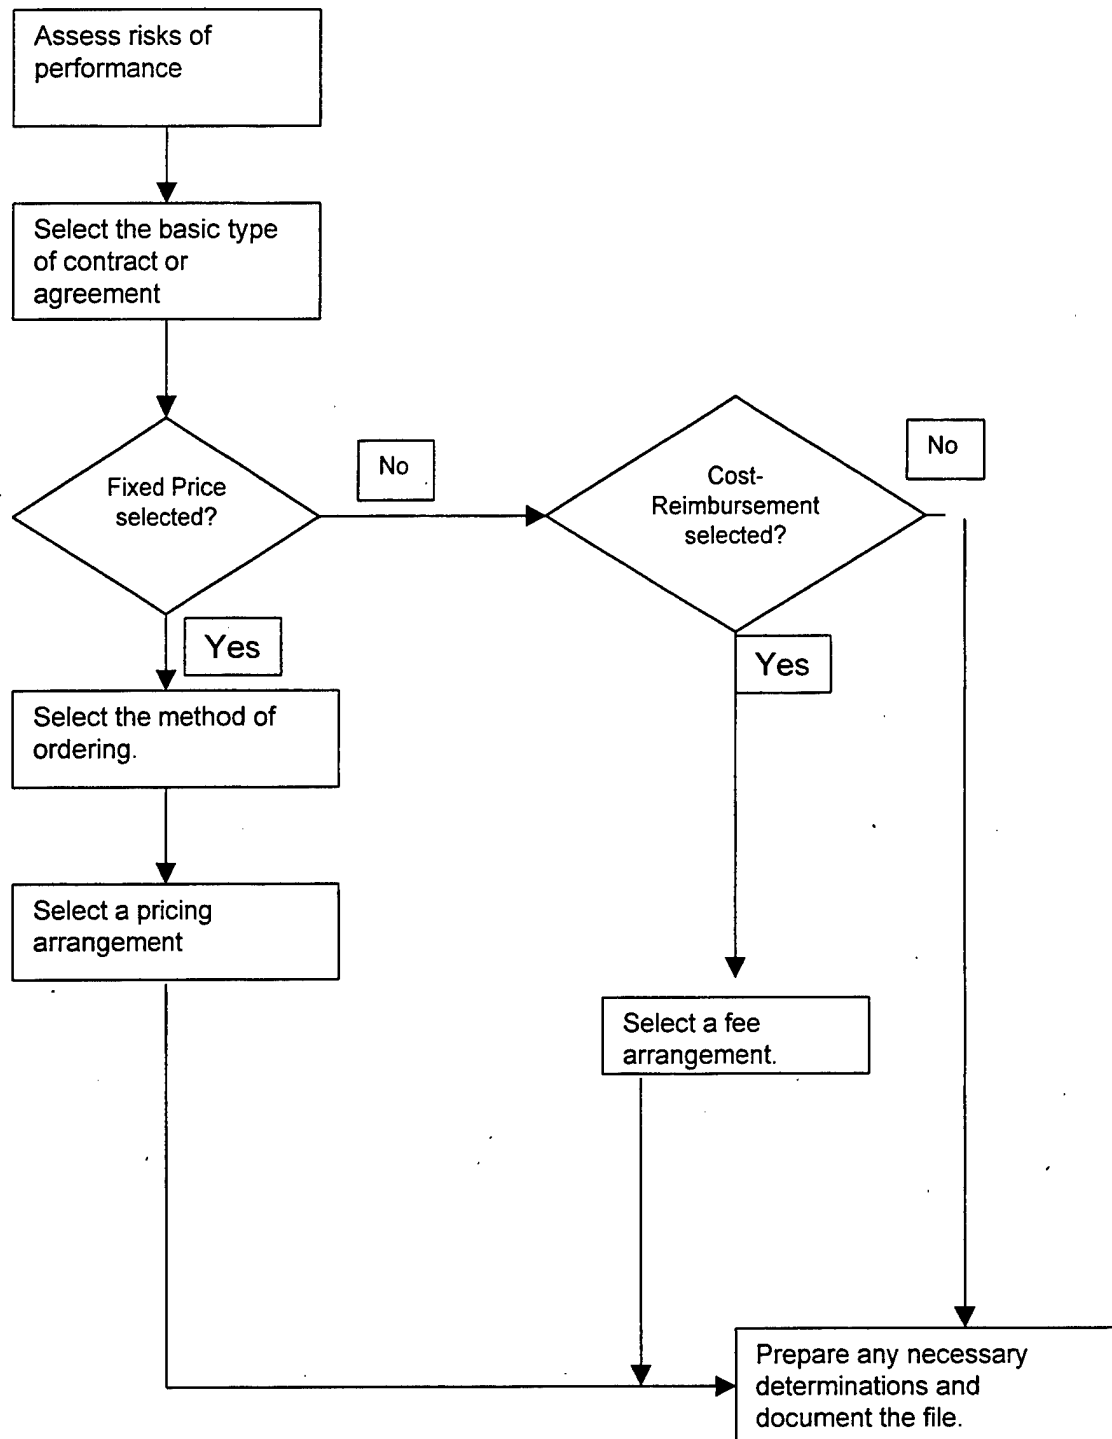 Assess risks of
performance
Select the basic type
of contract or
agreement
Fixed Price
selected?
No
Cost-
Reimbursement
selected?
No
Yes
Yes
Select the method of
ordering.
Select a pricing
arrangement
Select a fee
arrangement.
Prepare any necessary
determinations and
document the file.